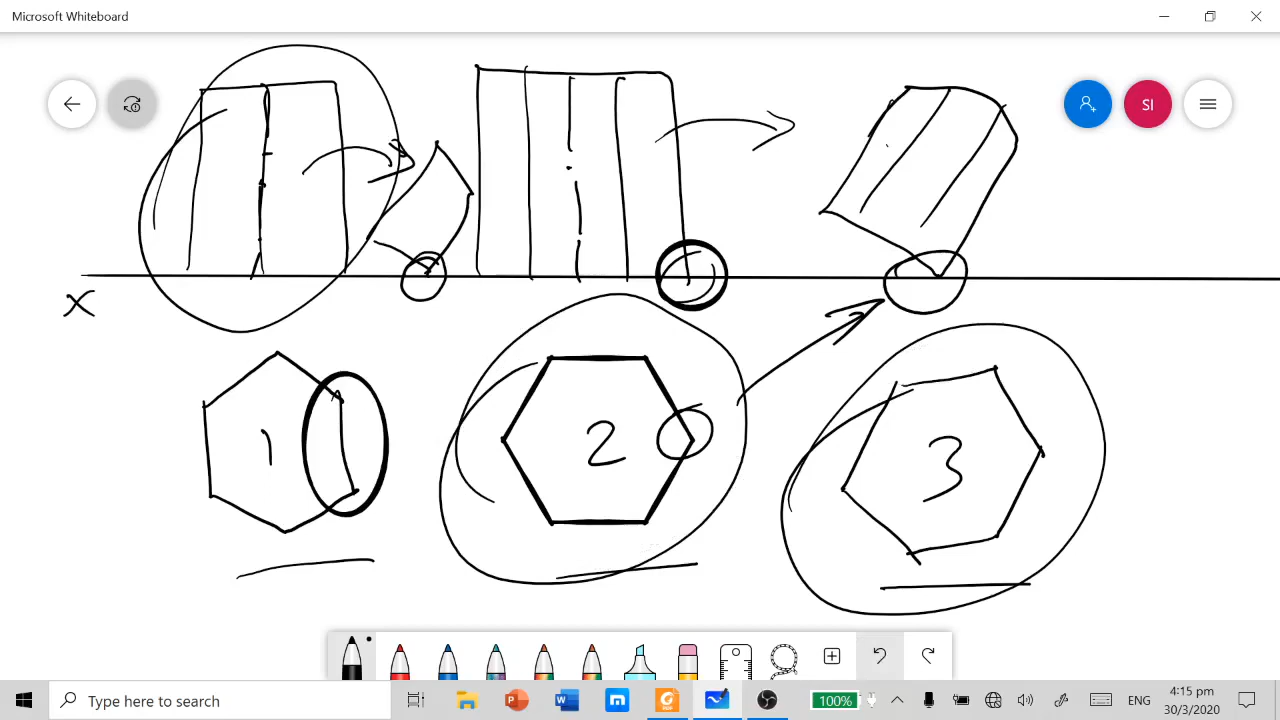 Microsoft Whiteboard
SI
X
1
2
3
Type here to search
100%
ENG
4:15 pm
30/3/2020